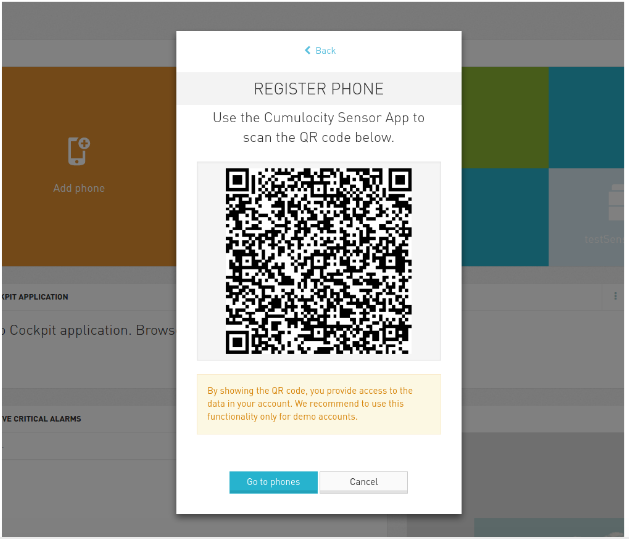 Back
REGISTER PHONE
Use the Cumulocity Sensor App to
scan the QR code below.
Add phone
KPIT APPLICATION
o Cockpit application. Brows
VE CRITICAL ALARMS
By showing the QR code, you provide access to the
data in your account. We recommend to use this
functionality only for demo accounts.
Go to phones
Cancel